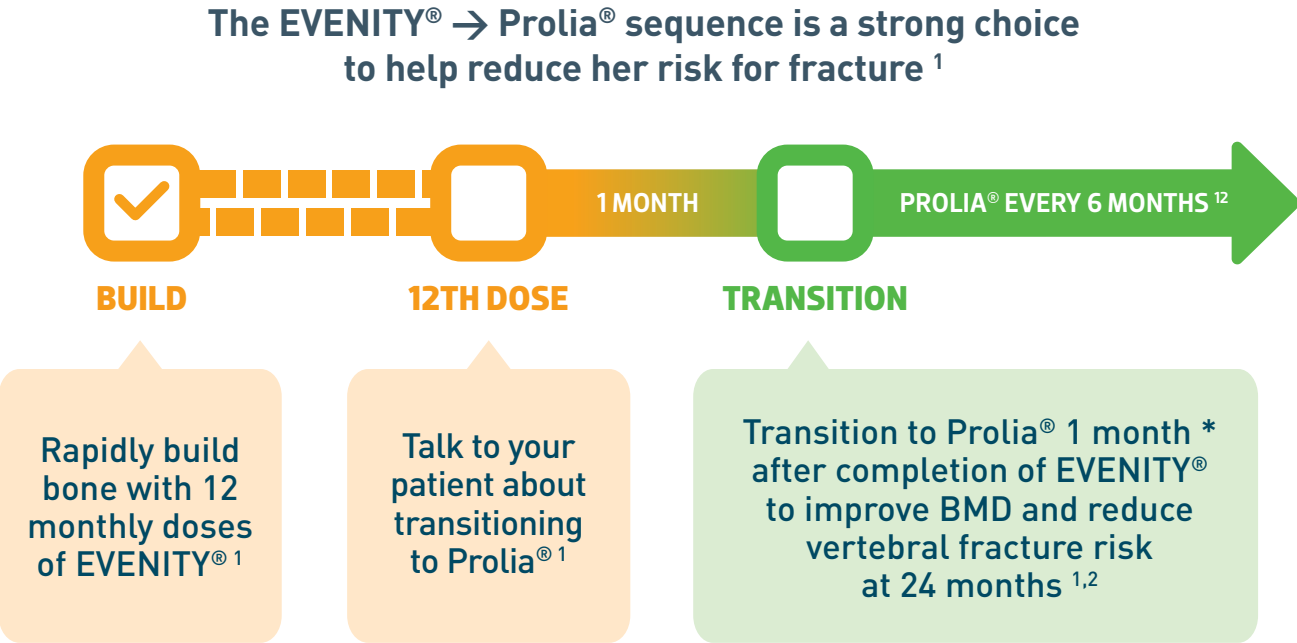 The EVENITY® → Prolia® sequence is a strong choice
to help reduce her risk for fracture 1
1 MONTH
PROLIA® EVERY 6 MONTHS 12
BUILD
12TH DOSE
TRANSITION
Rapidly build
bone with 12
monthly doses
of EVENITY® 1
Talk to your
patient about
transitioning
to Prolia® 1
Transition to Prolia® 1 month *
after completion of EVENITY®
to improve BMD and reduce
vertebral fracture risk
at 24 months 1,2